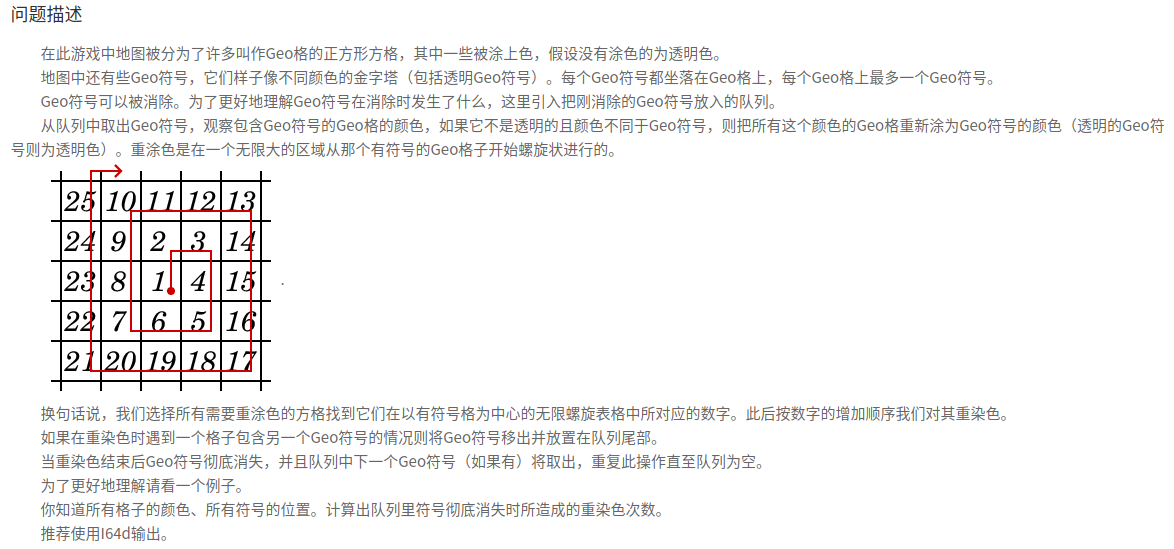 问题描述
在此游戏中地图被分为了许多叫作Geo格的正方形方格，其中一些被涂上色，假设没有涂色的为透明色。
地图中还有些Geo符号，它们样子像不同颜色的金字塔（包括透明Geo符号）。每个Geo符号都坐落在Geo格上，每个Geo格上最多一个Geo符号。
Geo符号可以被消除。为了更好地理解Geo符号在消除时发生了什么，这里引入把刚消除的Geo符号放入的队列。
从队列中取出Geo符号，观察包含Geo符号的Geo格的颜色，如果它不是透明的且颜色不同于Geo符号，则把所有这个颜色的Geo格重新涂为Geo符号的颜色（透明的Geo符
号则为透明色）。重涂色是在一个无限大的区域从那个有符号的Geo格子开始螺旋状进行的。
25 10 11 12 13
24 9 2 3 14
23 8 1 4 15
22 7 6 5 16
21 20 19 18 17
.
换句话说，我们选择所有需要重涂色的方格找到它们在以有符号格为中心的无限螺旋表格中所对应的数字。此后按数字的增加顺序我们对其重染色。
如果在重染色时遇到一个格子包含另一个Geo符号的情况则将Geo符号移出并放置在队列尾部。
当重染色结束后Geo符号彻底消失，并且队列中下一个Geo符号（如果有）将取出，重复此操作直至队列为空。
为了更好地理解请看一个例子。
你知道所有格子的颜色、所有符号的位置。计算出队列里符号彻底消失时所造成的重染色次数。
推荐使用I64d输出。